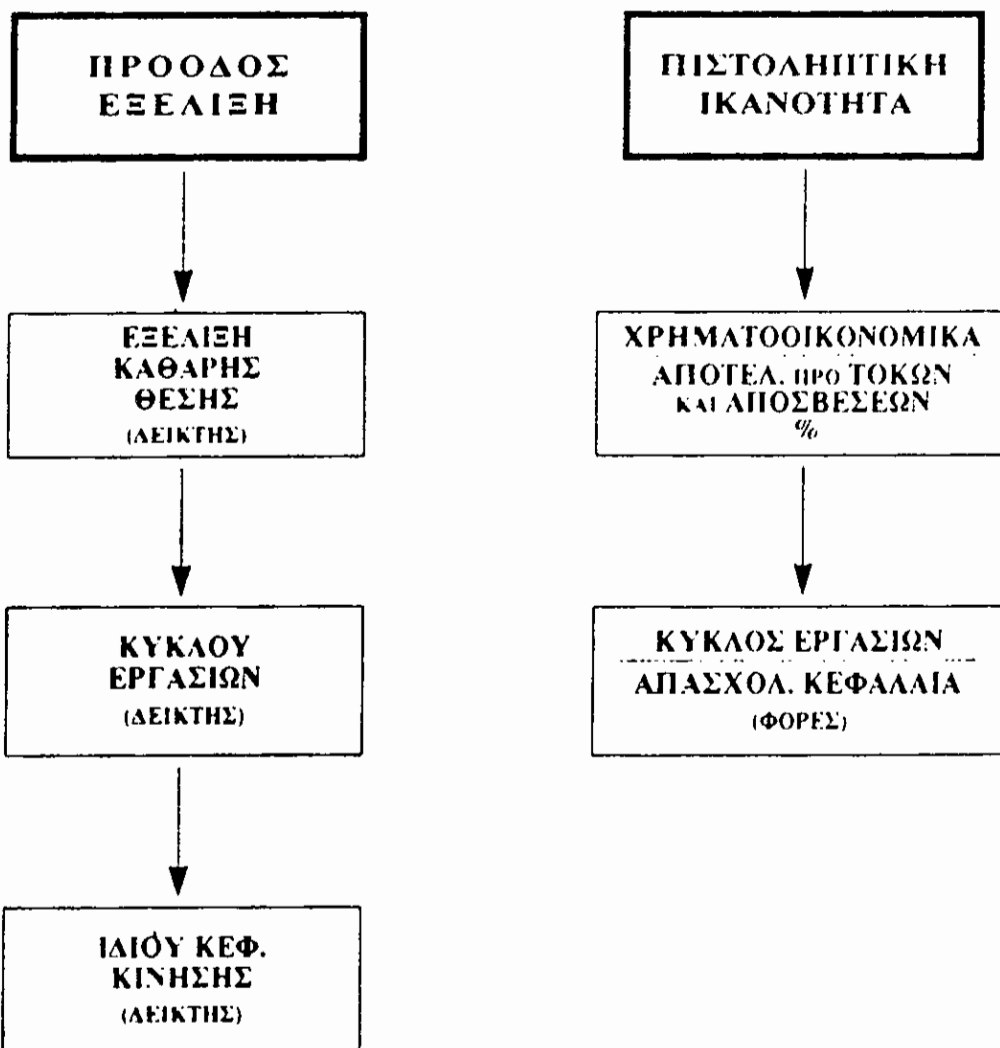 ΠΡΟΟΔΟΣ
ΕΞΕΛΙΞΗ
ΕΞΕΛΙΞΗ
ΚΑΘΑΡΗΣ
ΘΕΣΗΣ
(ΔΕΙΚΤΗΣ)
ΚΥΚΛΟΥ
ΕΡΓΑΣΙΩΝ
(ΔΕΙΚΤΗΣ)
ΙΔΙΟΥ ΚΕΦ.
ΚΙΝΗΣΗΣ
(ΔΕΙΚΤΗΣ)
ΠΙΣΤΟΛΗΠΤΙΚΗ
ΙΚΑΝΟΤΗΤΑ
ΧΡΗΜΑΤΟΟΙΚΟΝΟΜΙΚΑ
ΑΠΟΤΕΛ. ΠΡΟ ΤΟΚΩΝ
ΚΑΙ ΑΠΟΣΒΕΣΕΩΝ
%
ΚΥΚΛΟΣ ΕΡΓΑΣΙΩΝ
ΑΠΑΣΧΟΛ. ΚΕΦΑΛΑΙΑ
(ΦΟΡΕΣ)